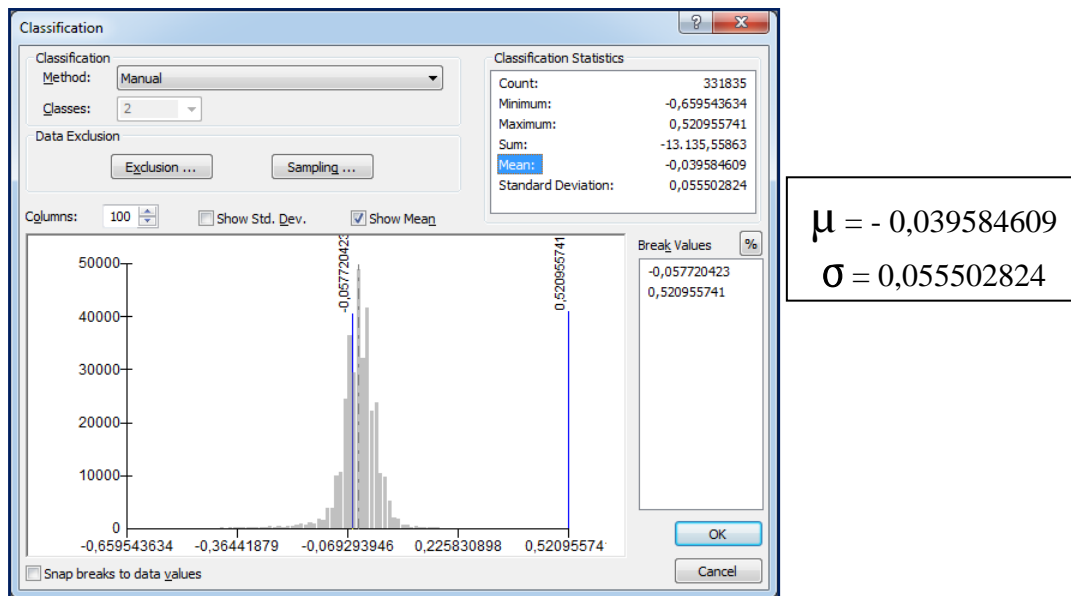 Classification
Classification
Method: Manual
Classes: 2
Data Exclusion
Exclusion ...
Sampling ...
Classification Statistics
Count: 331835
Minimum: -0,659543634
Maximum: 0,520955741
Sum: -13.135,55863
Mean: -0,039584609
Standard Deviation: 0,055502824
Columns: 100
Show Std. Dev.
Show Mean
Break Values
%
-0,057720423
0,520955741
-0,057720423
0,520955741
50000
40000
30000
20000
10000
0
-0,659543634
-0,36441879
-0,069293946
0,225830898
0,520955741
OK
Cancel
Snap breaks to data values
μ = - 0,039584609
σ = 0,055502824